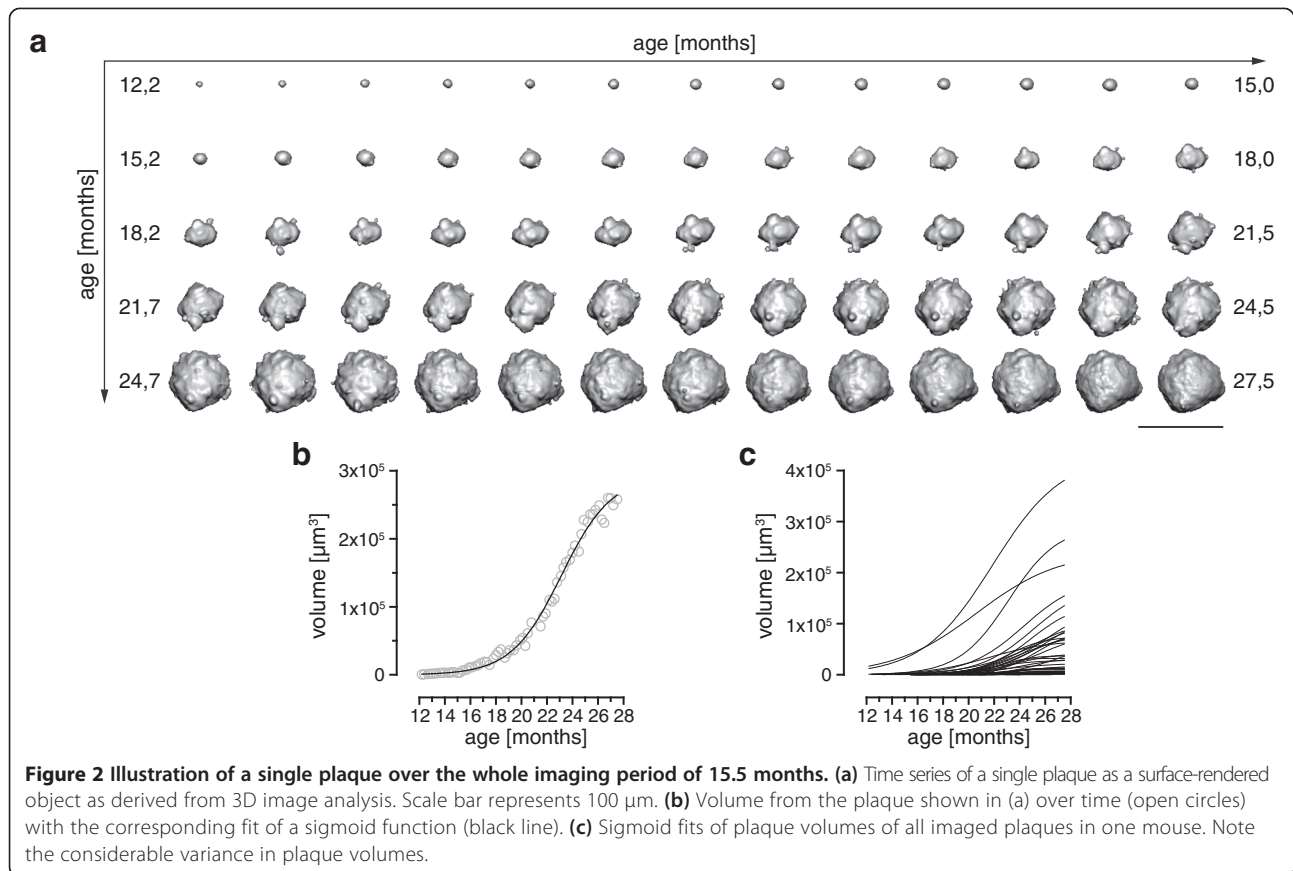 a
age [months]
age [months]
12,2
15,0
15,2
18,0
18,2
21,5
21,7
24,5
24,7
27,5
b
volume [µm³]
3x10⁵
2x10⁵
1x10⁵
0
12 14 16 18 20 22 24 26 28
age [months]
c
volume [µm³]
4x10⁵
3x10⁵
2x10⁵
1x10⁵
0
12 14 16 18 20 22 24 26 28
age [months]
Figure 2 Illustration of a single plaque over the whole imaging period of 15.5 months. (a) Time series of a single plaque as a surface-rendered
object as derived from 3D image analysis. Scale bar represents 100 µm. (b) Volume from the plaque shown in (a) over time (open circles)
with the corresponding fit of a sigmoid function (black line). (c) Sigmoid fits of plaque volumes of all imaged plaques in one mouse. Note
the considerable variance in plaque volumes.